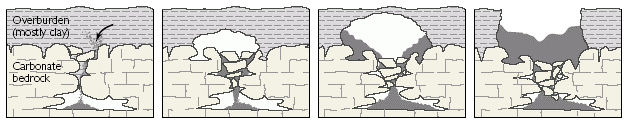 Overburden
(mostly clay)
Carbonate
bedrock